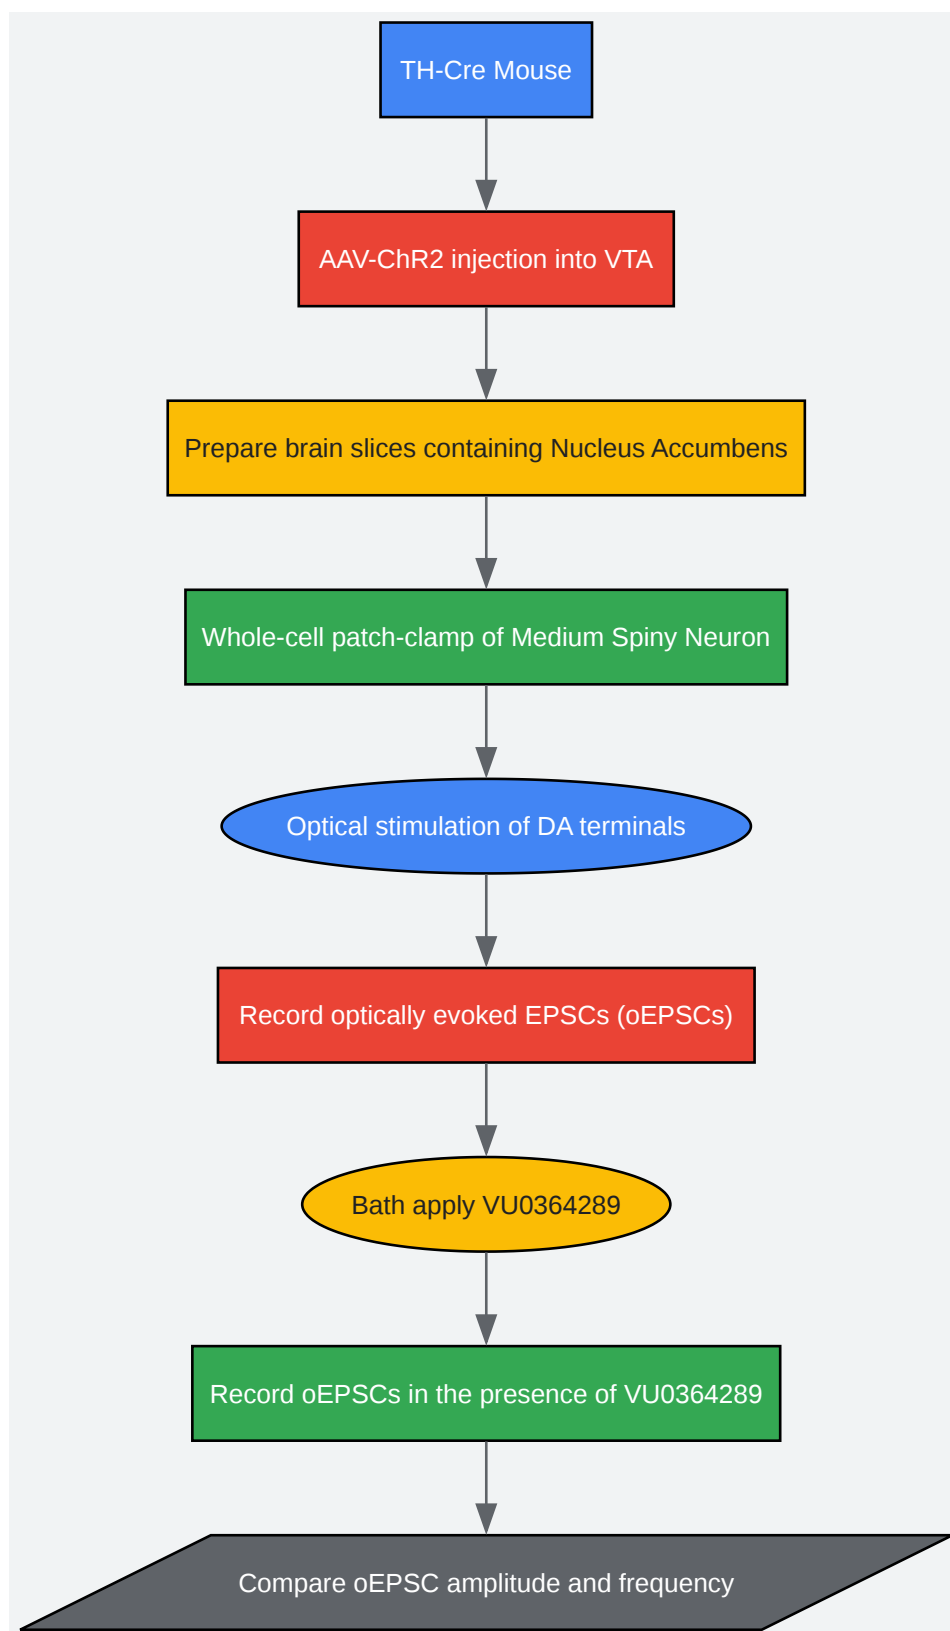 TH-Cre Mouse
AAV-ChR2 injection into VTA
Prepare brain slices containing Nucleus Accumbens
Whole-cell patch-clamp of Medium Spiny Neuron
Optical stimulation of DA terminals
Record optically evoked EPSCs (oEPSCs)
Bath apply VU0364289
Record oEPSCs in the presence of VU0364289
Compare oEPSC amplitude and frequency